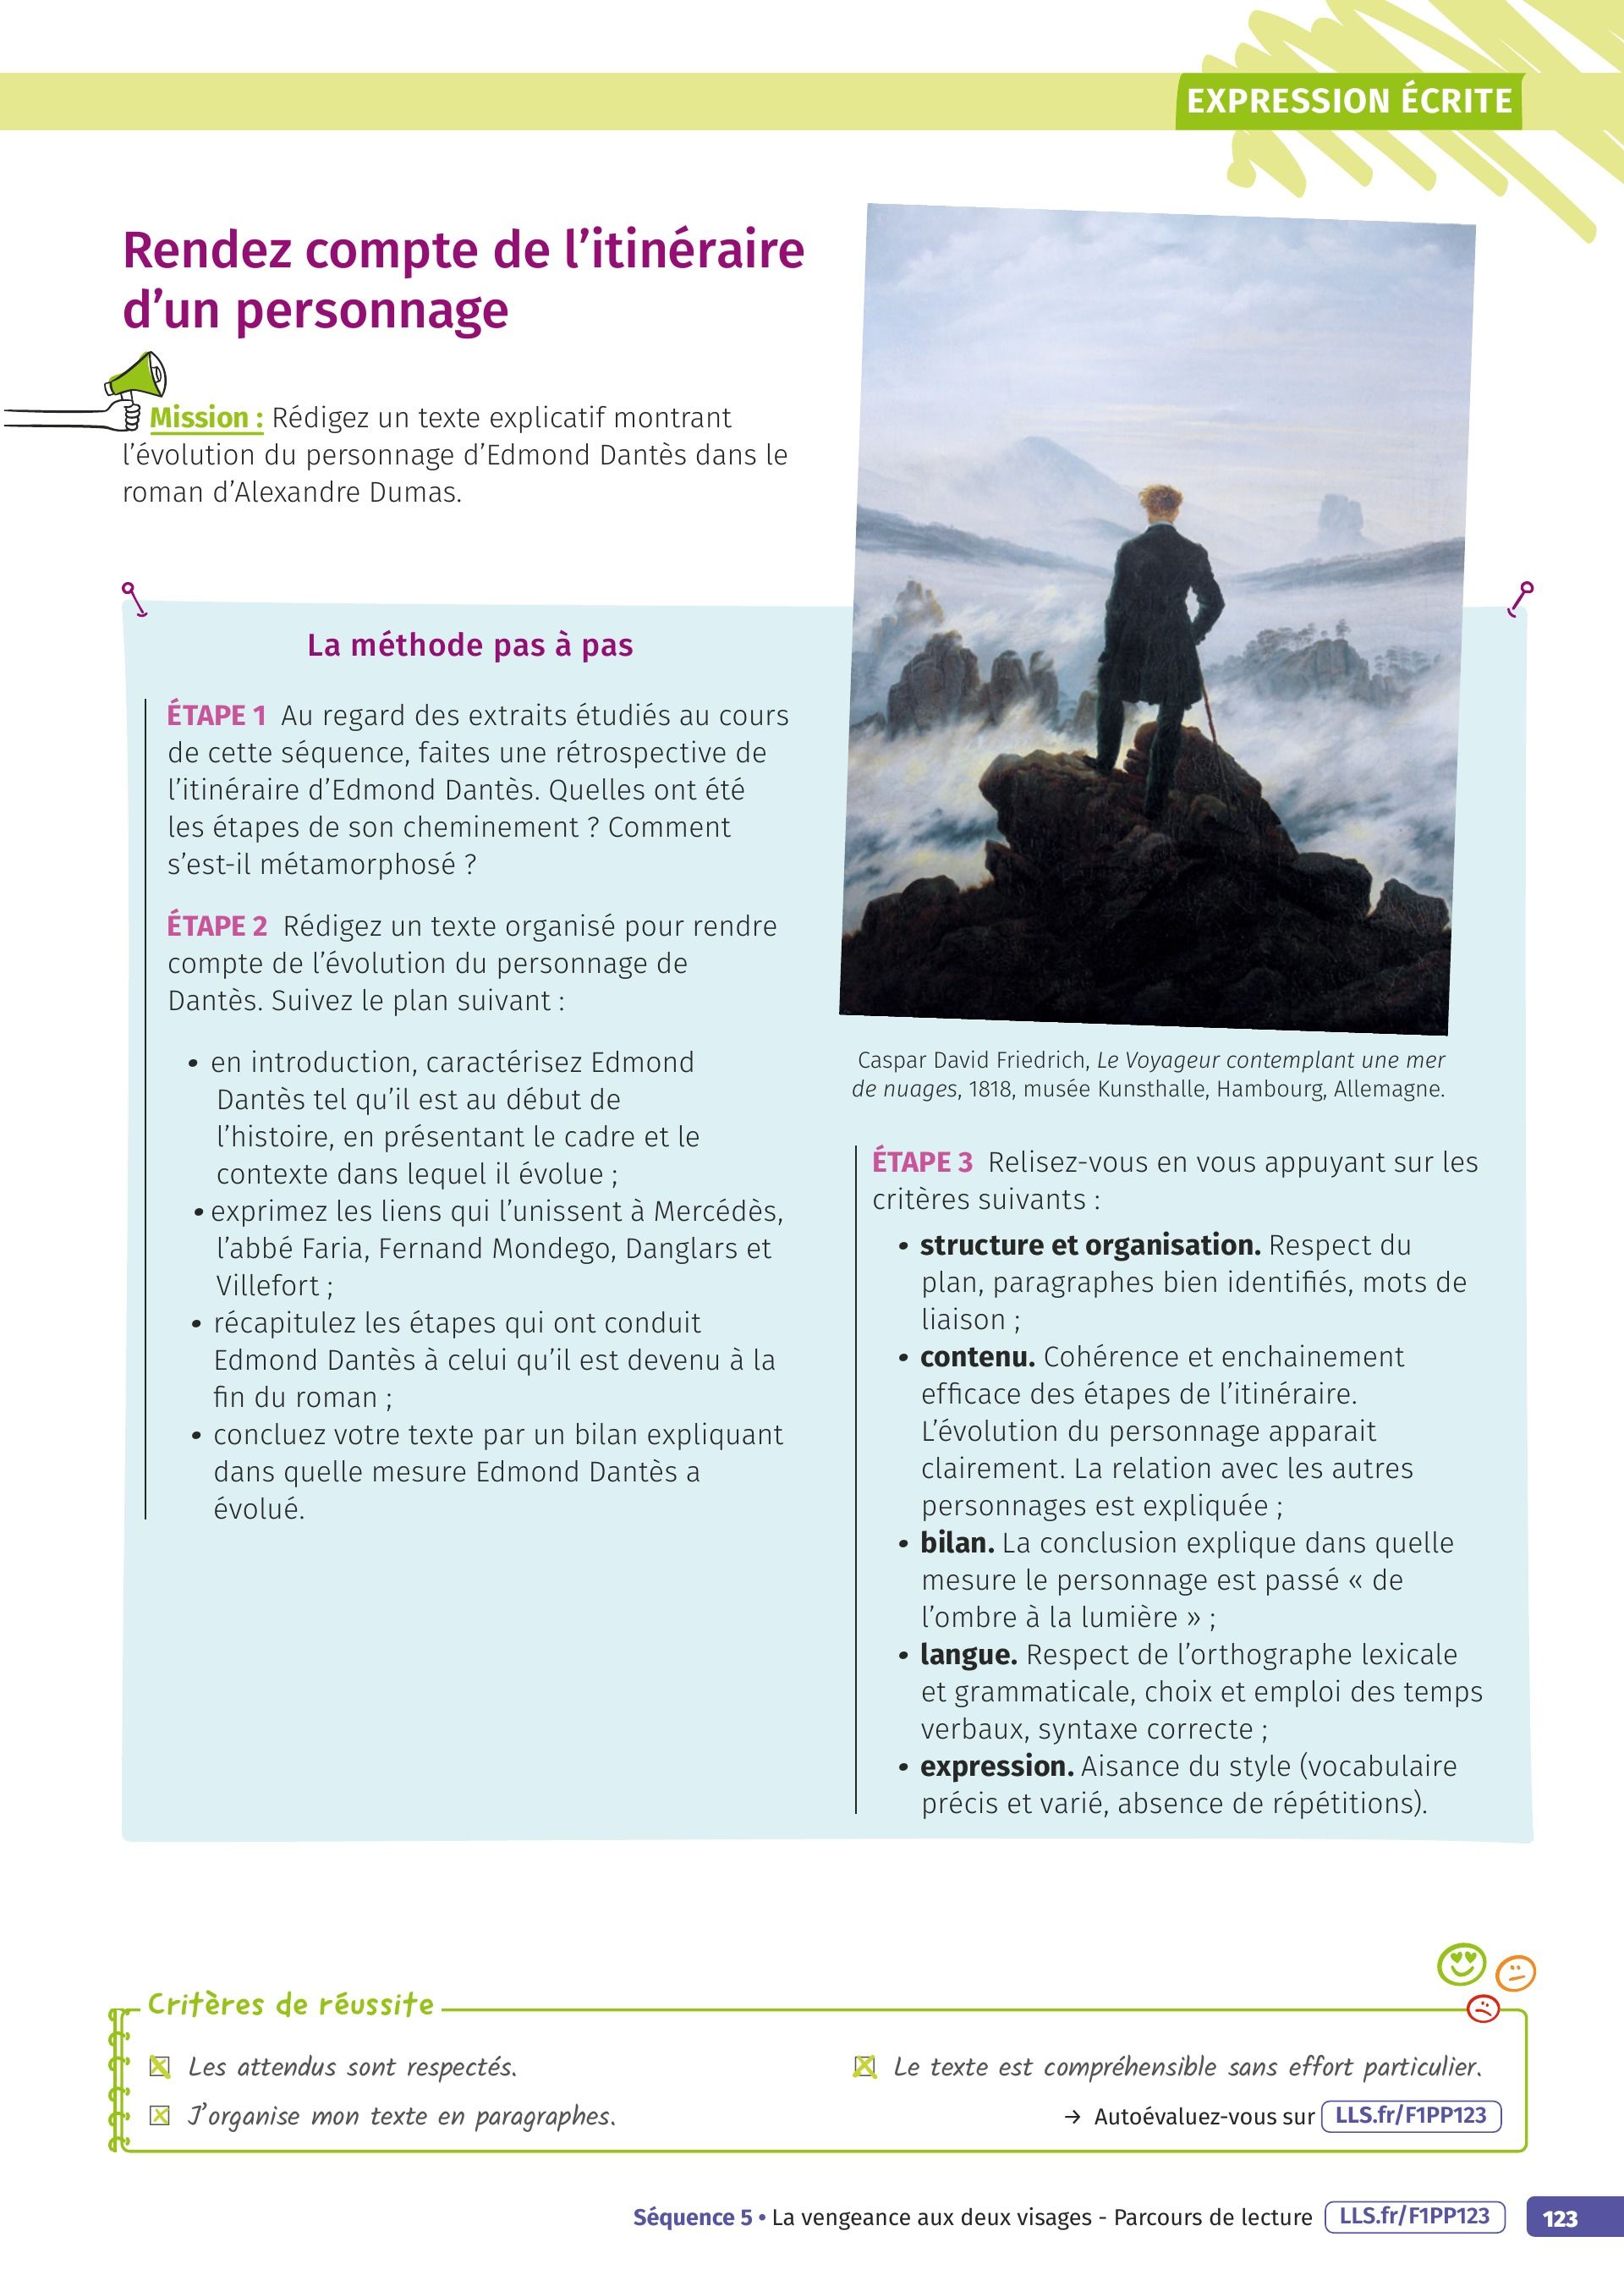 EXPRESSION ÉCRITE
Rendez compte de l’itinéraire
d’un personnage
Mission : Rédigez un texte explicatif montrant
l’évolution du personnage d’Edmond Dantès dans le
roman d’Alexandre Dumas.
La méthode pas à pas
ÉTAPE 1 Au regard des extraits étudiés au cours
de cette séquence, faites une rétrospective de
l’itinéraire d’Edmond Dantès. Quelles ont été
les étapes de son cheminement ? Comment
s’est-il métamorphosé ?
ÉTAPE 2 Rédigez un texte organisé pour rendre
compte de l’évolution du personnage de
Dantès. Suivez le plan suivant :
• en introduction, caractérisez Edmond
Dantès tel qu’il est au début de
l’histoire, en présentant le cadre et le
contexte dans lequel il évolue ;
• exprimez les liens qui l’unissent à Mercédès,
l’abbé Faria, Fernand Mondego, Danglars et
Villefort ;
• récapitulez les étapes qui ont conduit
Edmond Dantès à celui qu’il est devenu à la
fin du roman ;
• concluez votre texte par un bilan expliquant
dans quelle mesure Edmond Dantès a
évolué.
Caspar David Friedrich, Le Voyageur contemplant une mer
de nuages, 1818, musée Kunsthalle, Hambourg, Allemagne.
ÉTAPE 3 Relisez-vous en vous appuyant sur les
critères suivants :
• structure et organisation. Respect du
plan, paragraphes bien identifiés, mots de
liaison ;
• contenu. Cohérence et enchainement
efficace des étapes de l’itinéraire.
L’évolution du personnage apparait
clairement. La relation avec les autres
personnages est expliquée ;
• bilan. La conclusion explique dans quelle
mesure le personnage est passé « de
l’ombre à la lumière » ;
• langue. Respect de l’orthographe lexicale
et grammaticale, choix et emploi des temps
verbaux, syntaxe correcte ;
• expression. Aisance du style (vocabulaire
précis et varié, absence de répétitions).
Critères de réussite
Les attendus sont respectés.
J’organise mon texte en paragraphes.
Le texte est compréhensible sans effort particulier.
→ Autoévaluez-vous sur LLS.fr/F1PP123
Séquence 5 • La vengeance aux deux visages - Parcours de lecture LLS.fr/F1PP123 123